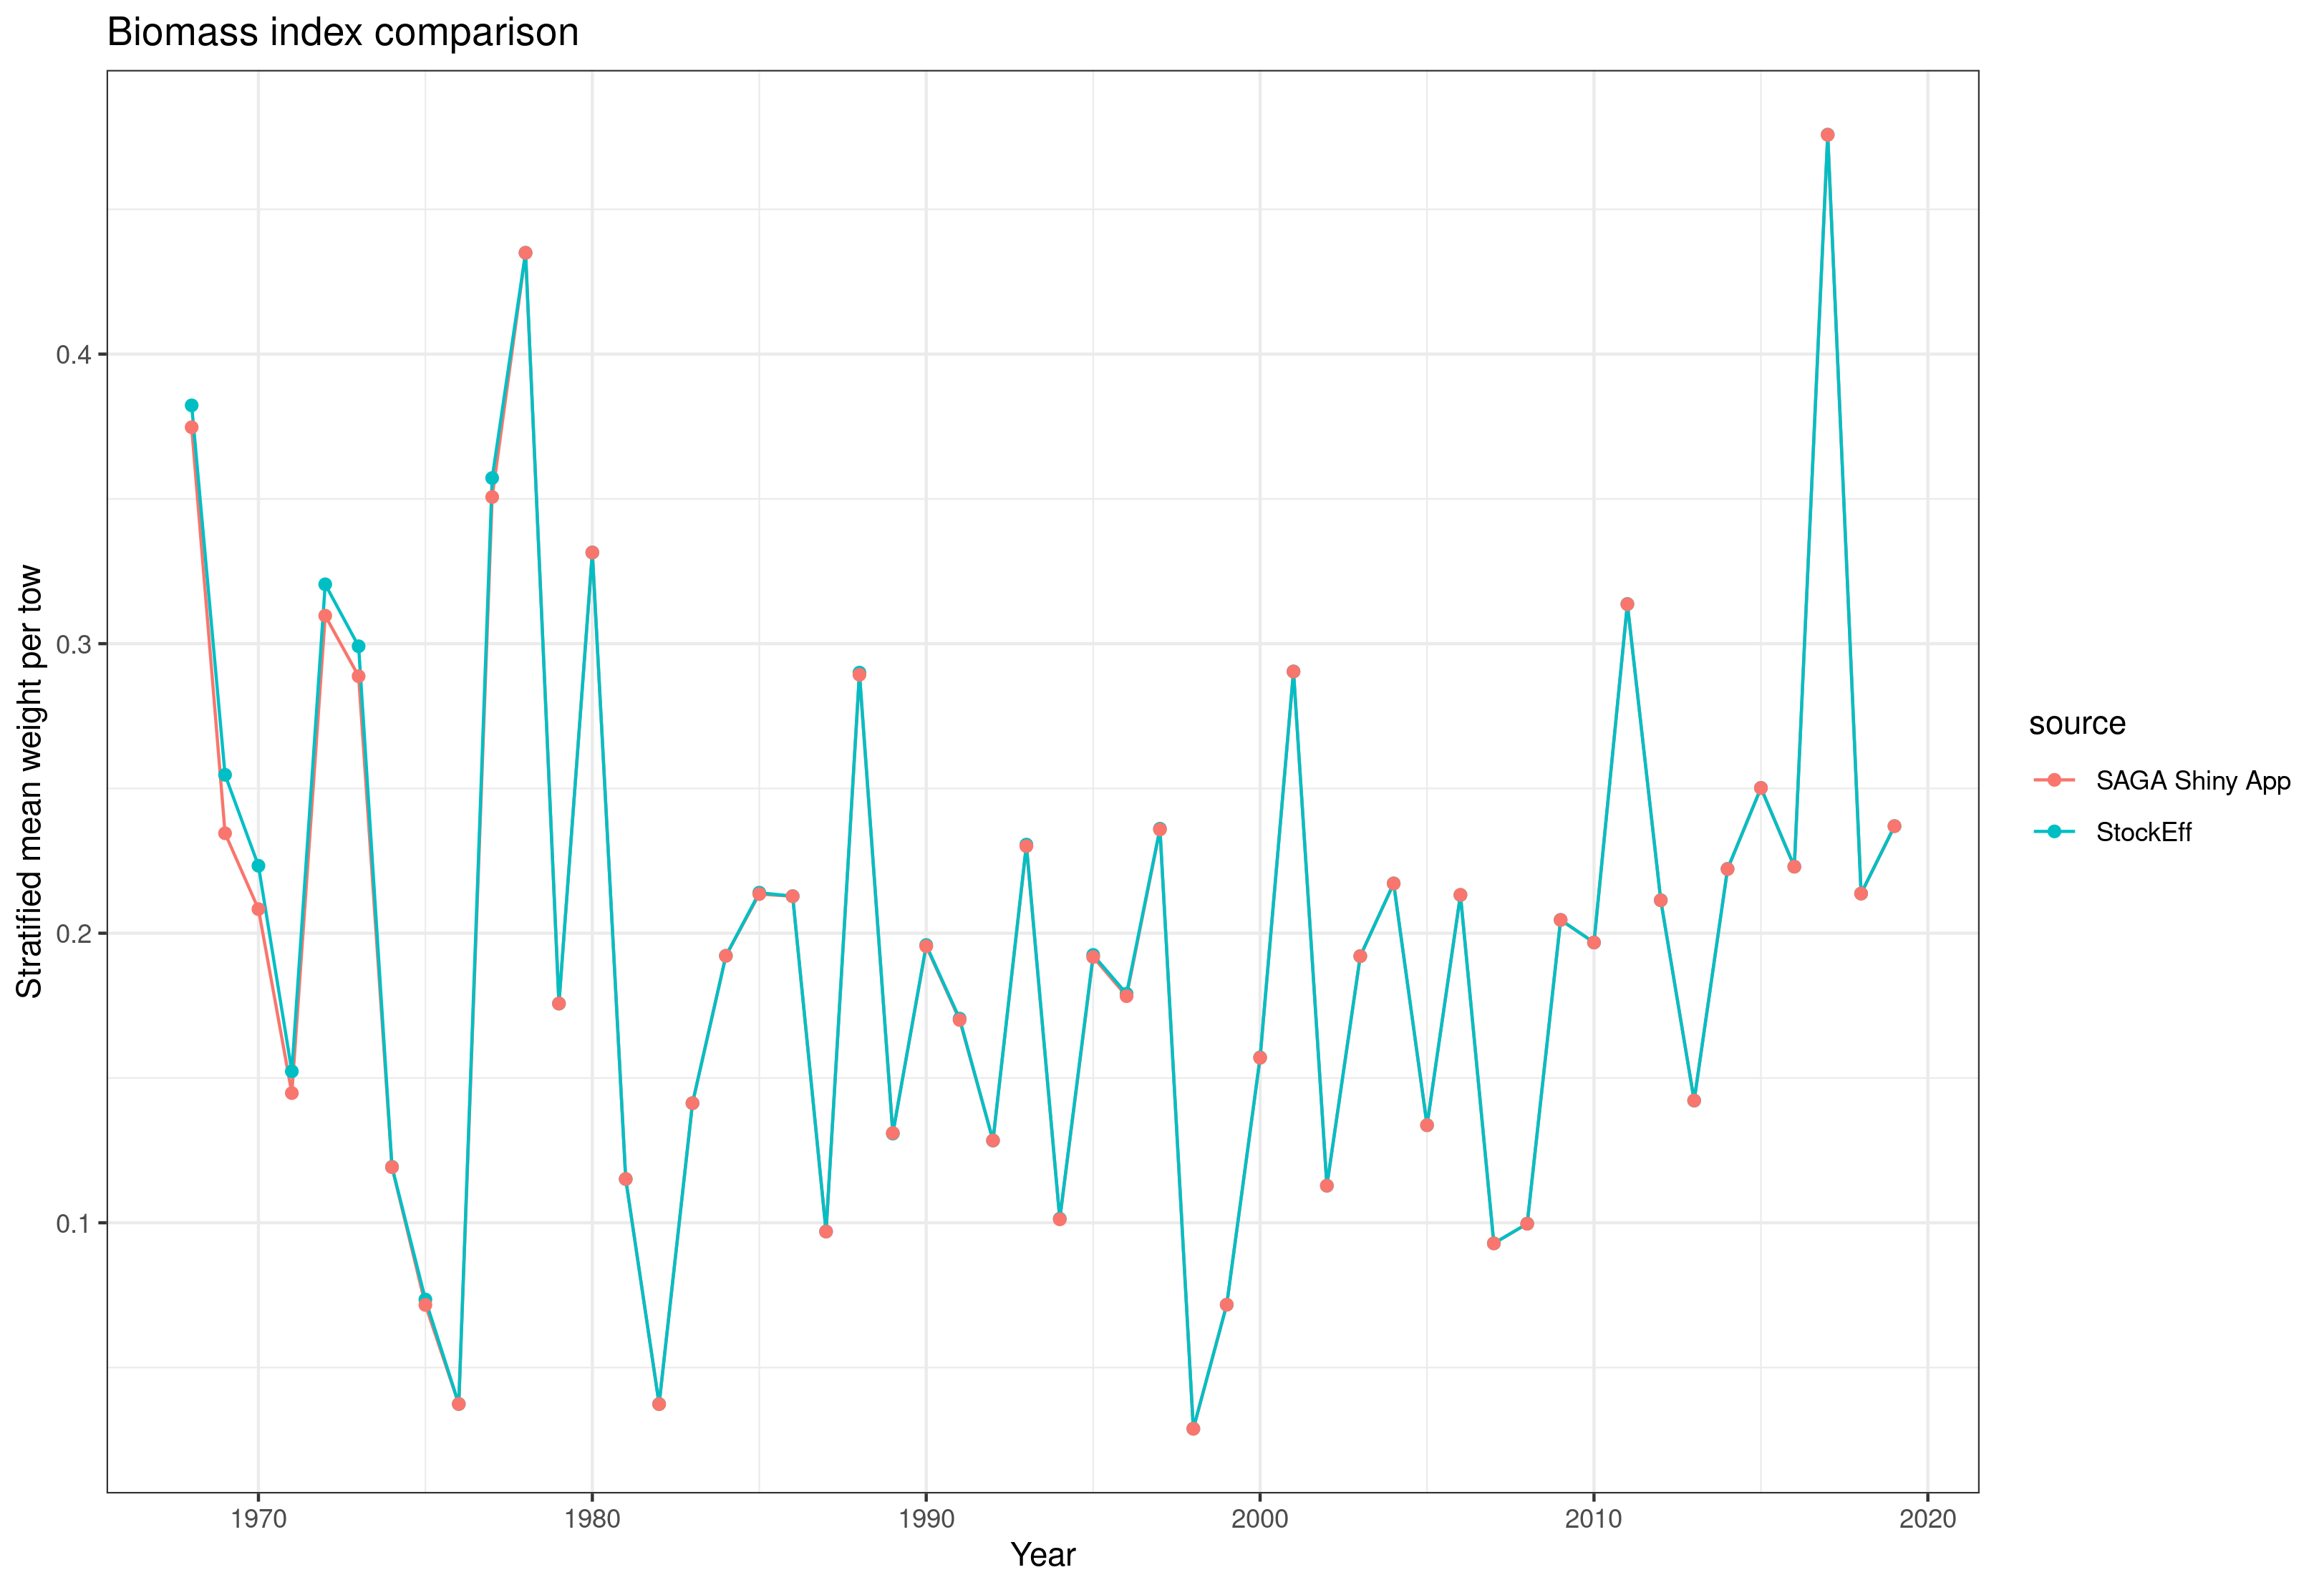 Biomass index comparison
Stratified mean weight per tow
0.4
0.3
0.2
0.1
1970 1980 1990 2000 2010 2020
Year
source
SAGA Shiny App
StockEff